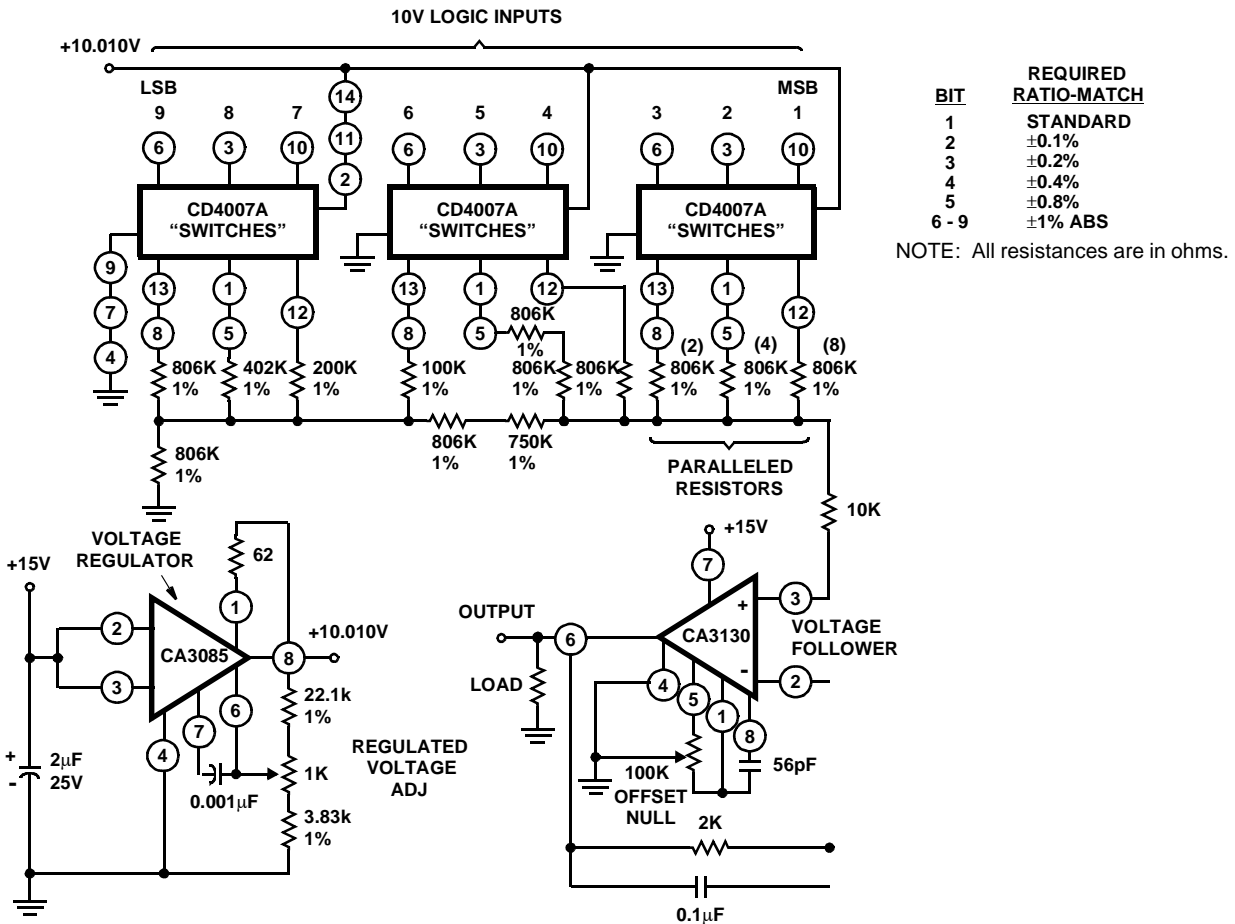 10V LOGIC INPUTS
+10.010V
LSB
MSB
9 8 7 6 5 4 3 2 1
14
11
2
6 3 10 6 3 10 6 3 10
CD4007A
“SWITCHES”
CD4007A
“SWITCHES”
CD4007A
“SWITCHES”
9
7
4
13 1 12 13 1 12 13 1 12
8 5 8 5 8 5
806K
1%
402K
1%
200K
1%
100K
1%
806K
1%
806K
1%
806K
1%
(2)
806K
1%
(4)
806K
1%
(8)
806K
1%
806K
1%
750K
1%
806K
1%
PARALLELED
RESISTORS
10K
BIT
REQUIRED
RATIO-MATCH
1 STANDARD
2 ±0.1%
3 ±0.2%
4 ±0.4%
5 ±0.8%
6 - 9 ±1% ABS
NOTE: All resistances are in ohms.
VOLTAGE
REGULATOR
+15V
62
1
2
3
CA3085
8
+10.010V
4
7
6
22.1k
1%
1K
3.83k
1%
0.001μF
+
-
2μF
25V
REGULATED
VOLTAGE
ADJ
+15V
7
OUTPUT
6
CA3130
+
-
3
2
VOLTAGE
FOLLOWER
LOAD
4
5
1
8
100K
OFFSET
NULL
56pF
2K
0.1μF